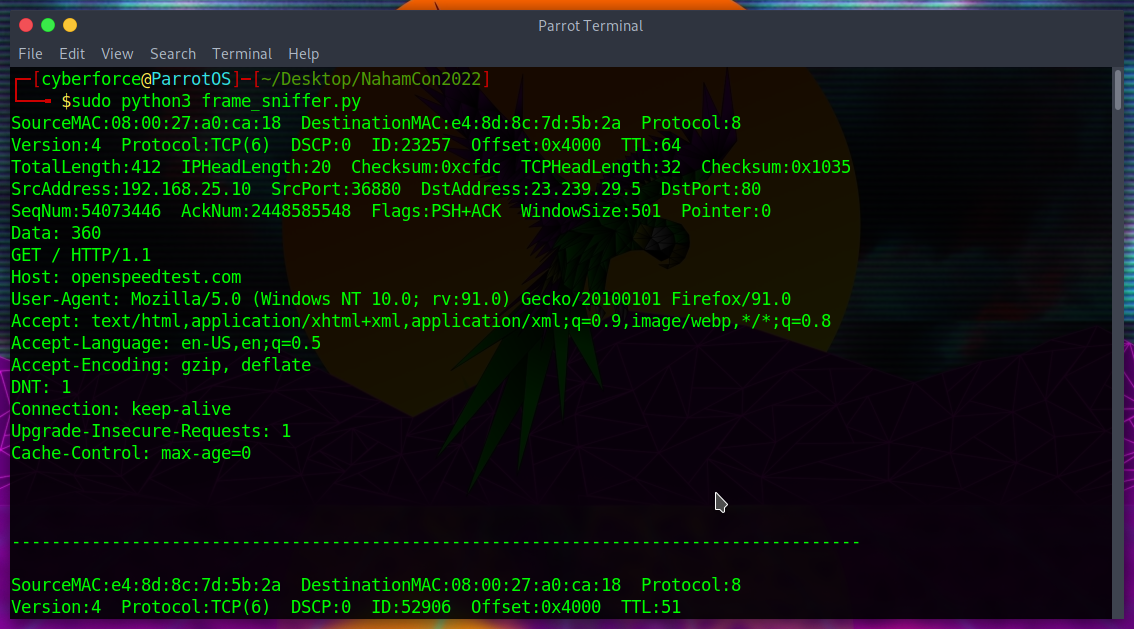 Parrot Terminal
File Edit View Search Terminal Help
┌─[cyberforce@ParrotOS]─[~/Desktop/NahamCon2022]
└──╼ $sudo python3 frame_sniffer.py
SourceMAC:08:00:27:a0:ca:18  DestinationMAC:e4:8d:8c:7d:5b:2a  Protocol:8
Version:4  Protocol:TCP(6)  DSCP:0  ID:23257  Offset:0x4000  TTL:64
TotalLength:412  IPHeadLength:20  Checksum:0xcfdc  TCPHeadLength:32  Checksum:0x1035
SrcAddress:192.168.25.10  SrcPort:36880  DstAddress:23.239.29.5  DstPort:80
SeqNum:54073446  AckNum:2448585548  Flags:PSH+ACK  WindowSize:501  Pointer:0
Data: 360
GET / HTTP/1.1
Host: openspeedtest.com
User-Agent: Mozilla/5.0 (Windows NT 10.0; rv:91.0) Gecko/20100101 Firefox/91.0
Accept: text/html,application/xhtml+xml,application/xml;q=0.9,image/webp,*/*;q=0.8
Accept-Language: en-US,en;q=0.5
Accept-Encoding: gzip, deflate
DNT: 1
Connection: keep-alive
Upgrade-Insecure-Requests: 1
Cache-Control: max-age=0
-------------------------------------------------------------------------------------
SourceMAC:e4:8d:8c:7d:5b:2a  DestinationMAC:08:00:27:a0:ca:18  Protocol:8
Version:4  Protocol:TCP(6)  DSCP:0  ID:52906  Offset:0x4000  TTL:51